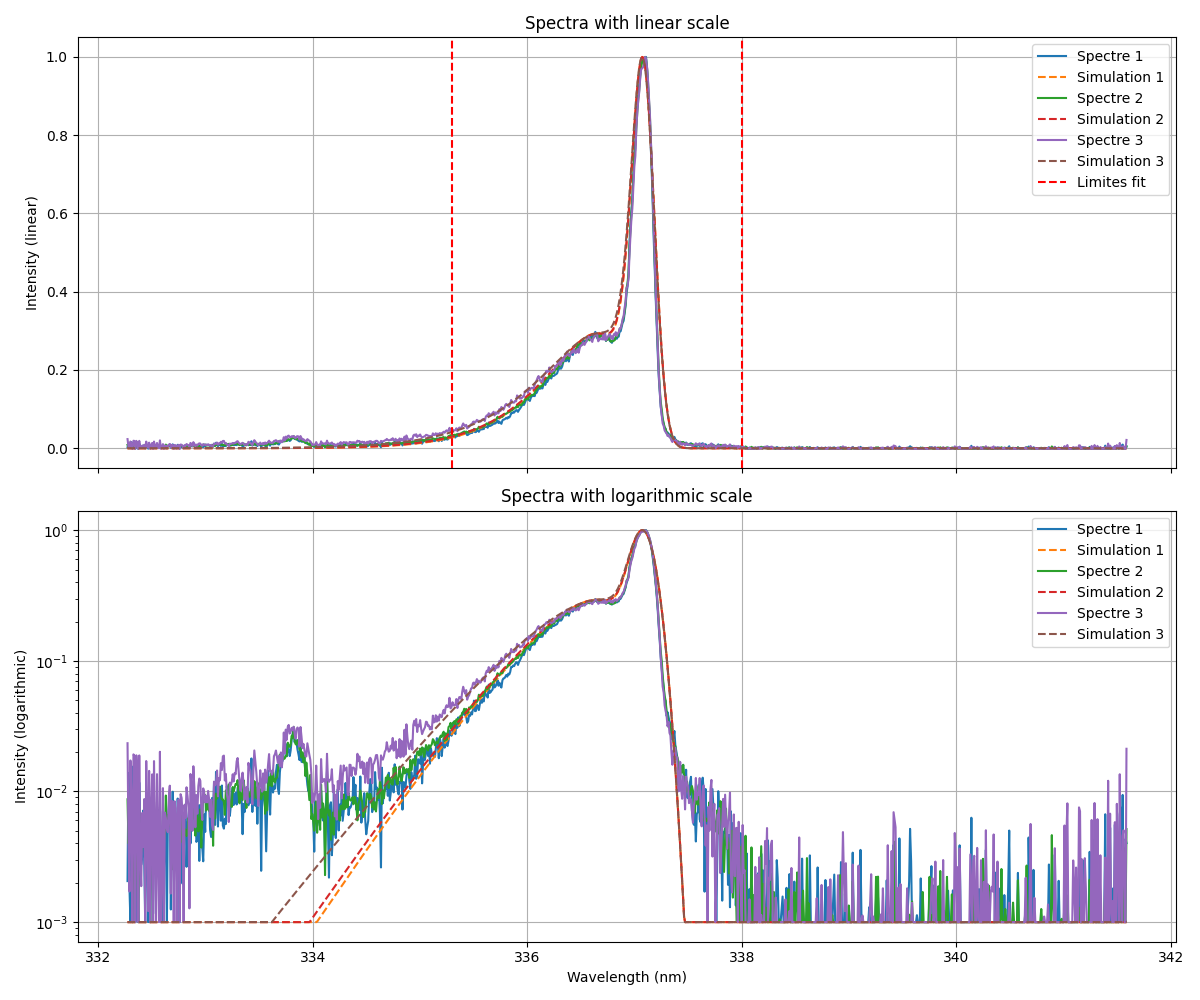 Spectra with linear scale
Intensity (linear)
1.0
0.8
0.6
0.4
0.2
0.0
Spectre 1
Simulation 1
Spectre 2
Simulation 2
Spectre 3
Simulation 3
Limites fit
Spectra with logarithmic scale
Intensity (logarithmic)
10⁰
10⁻¹
10⁻²
10⁻³
Spectre 1
Simulation 1
Spectre 2
Simulation 2
Spectre 3
Simulation 3
332 334 336 338 340 342
Wavelength (nm)